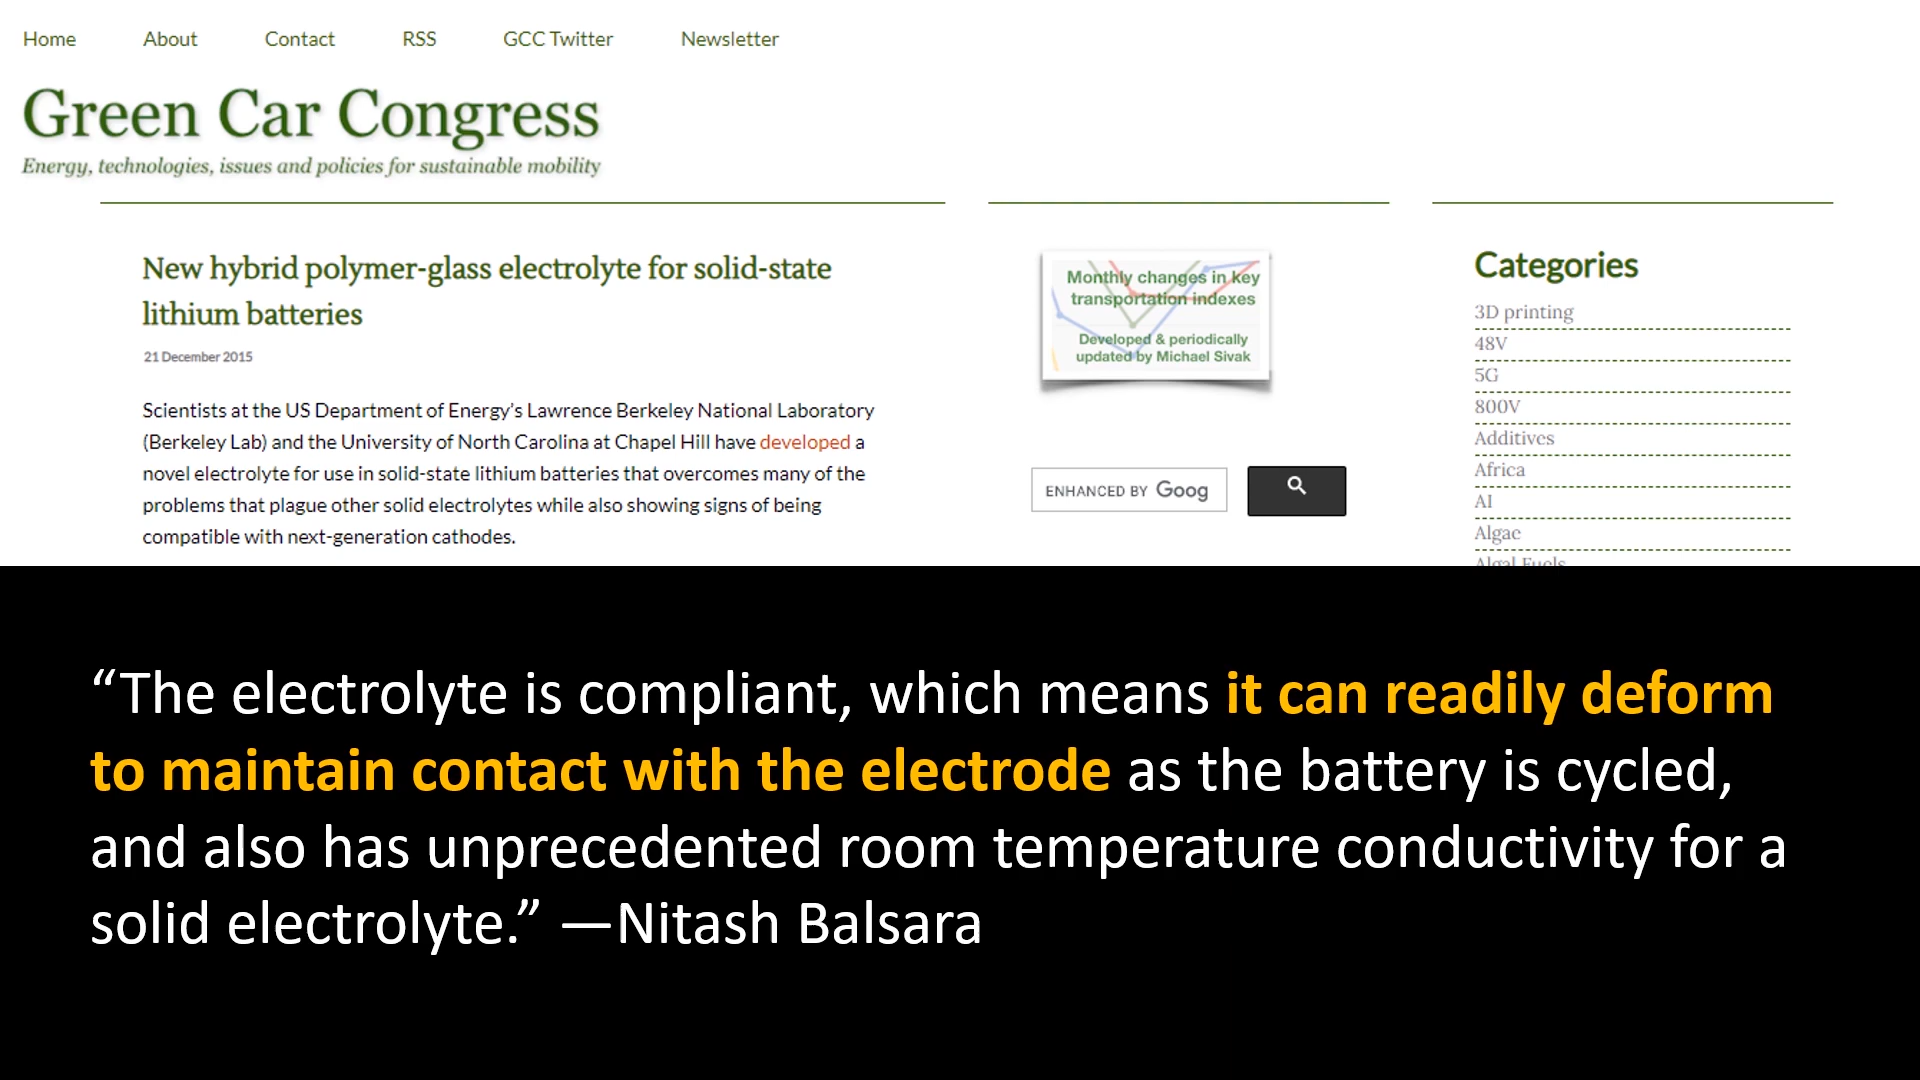 Home About Contact RSS GCC Twitter Newsletter
Green Car Congress
Energy, technologies, issues and policies for sustainable mobility
New hybrid polymer-glass electrolyte for solid-state
lithium batteries
21 December 2015
Scientists at the US Department of Energy’s Lawrence Berkeley National Laboratory
(Berkeley Lab) and the University of North Carolina at Chapel Hill have developed a
novel electrolyte for use in solid-state lithium batteries that overcomes many of the
problems that plague other solid electrolytes while also showing signs of being
compatible with next-generation cathodes.
Monthly changes in key
transportation indexes
Developed & periodically
updated by Michael Sivak
ENHANCED BY Goog
Categories
3D printing
48V
5G
800V
Additives
Africa
AI
Algae
Algal Fuels
“The electrolyte is compliant, which means it can readily deform
to maintain contact with the electrode as the battery is cycled,
and also has unprecedented room temperature conductivity for a
solid electrolyte.” —Nitash Balsara